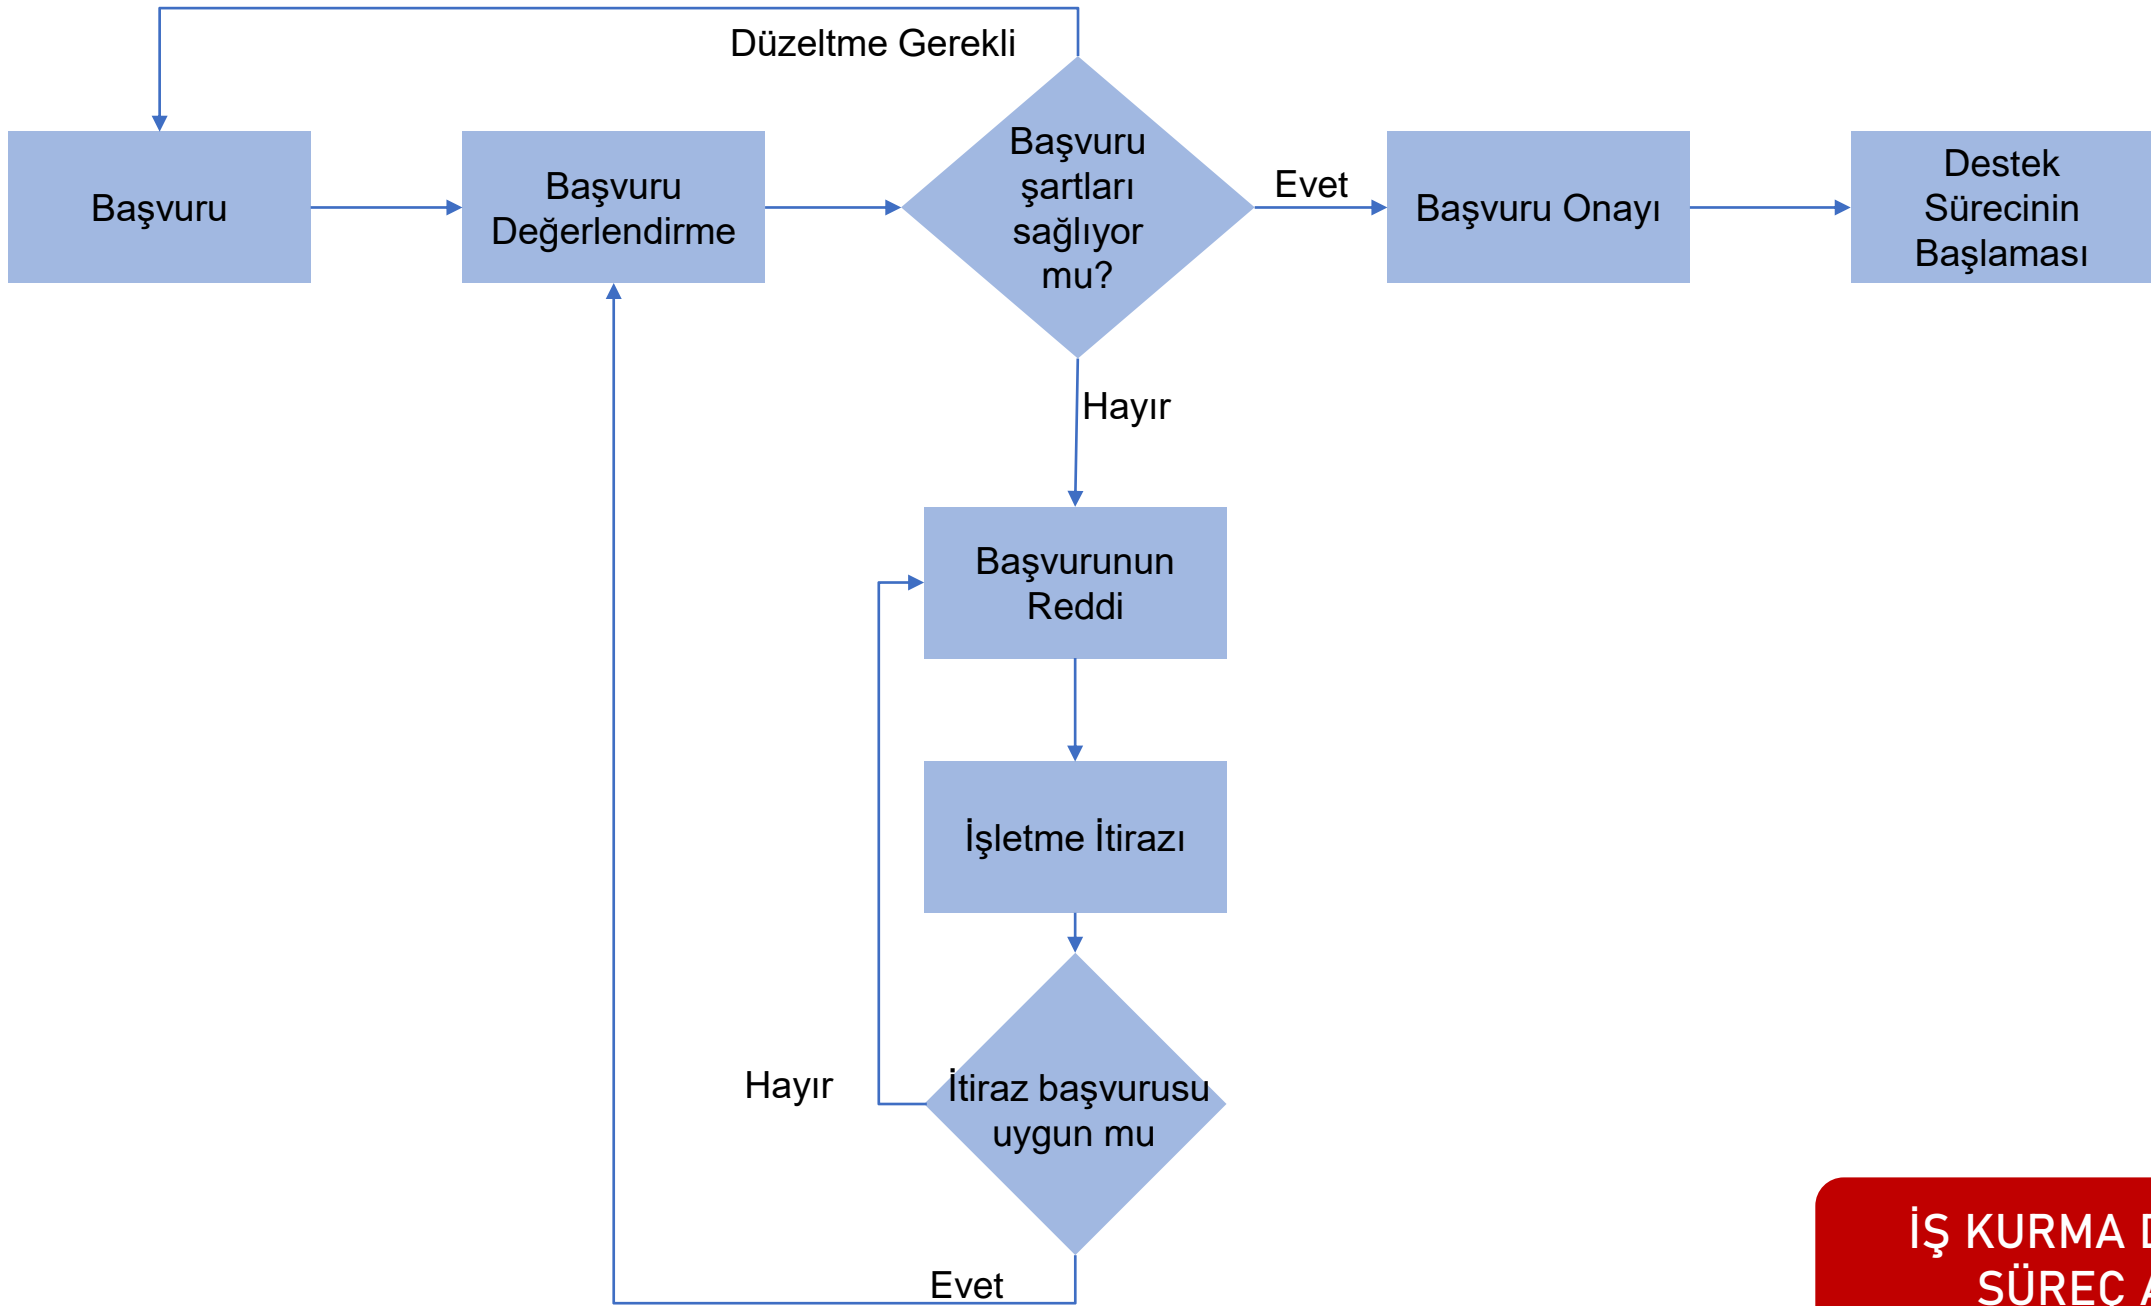 Düzeltme Gerekli
Başvuru
Başvuru
Değerlendirme
Başvuru
şartları
sağlıyor
mu?
Evet
Başvuru Onayı
Destek
Sürecinin
Başlaması
Hayır
Başvurunun
Reddi
İşletme İtirazı
Hayır
İtiraz başvurusu
uygun mu
Evet
İŞ KURMA
SÜREÇ